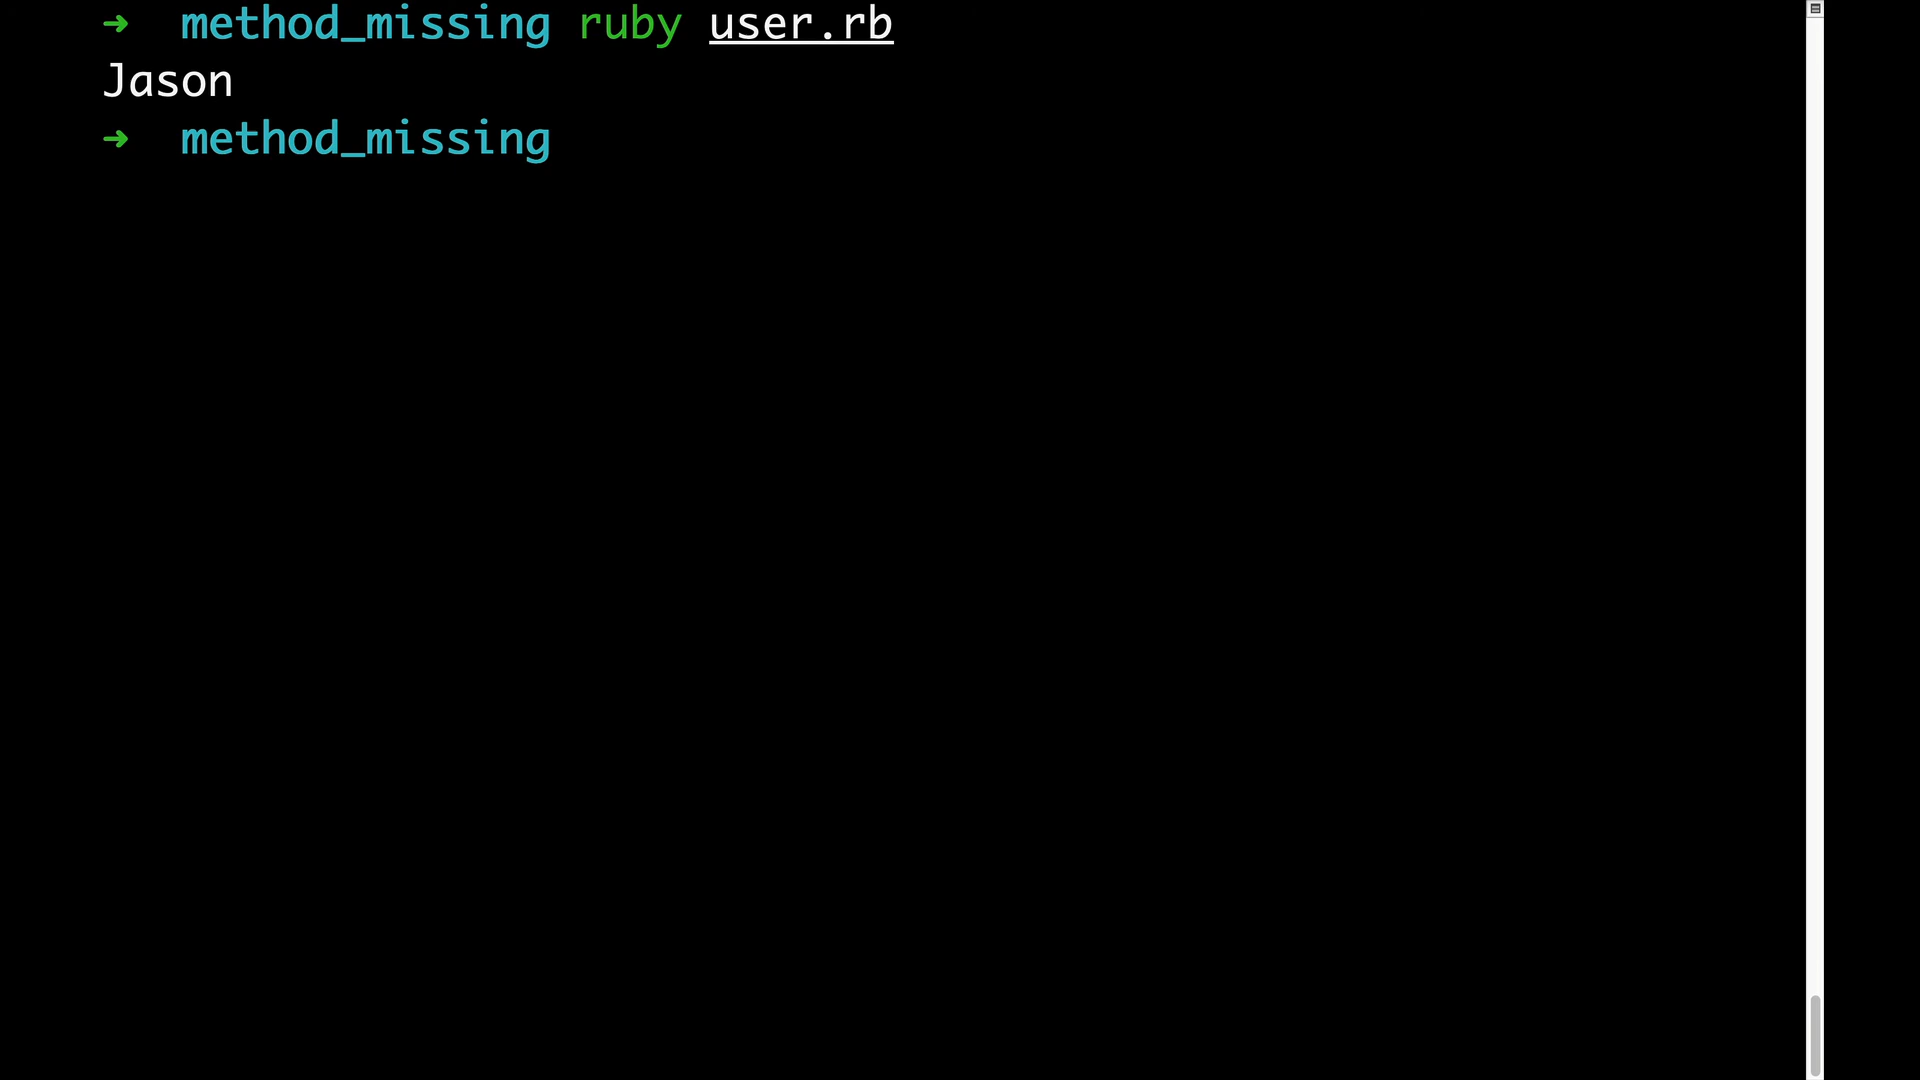 ➜ method_missing ruby user.rb
Jason
➜ method_missing